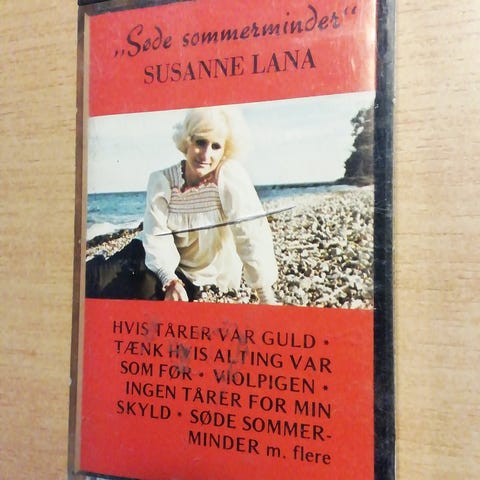 „Søde sommerminder“
SUSANNE LANA
HVIS TÅRER VAR GULD •
TÆNK HVIS ALTING VAR
SOM FØR • VIOLPIGEN •
INGEN TÅRER FOR MIN
SKYLD • SØDE SOMMER-
MINDER m. flere